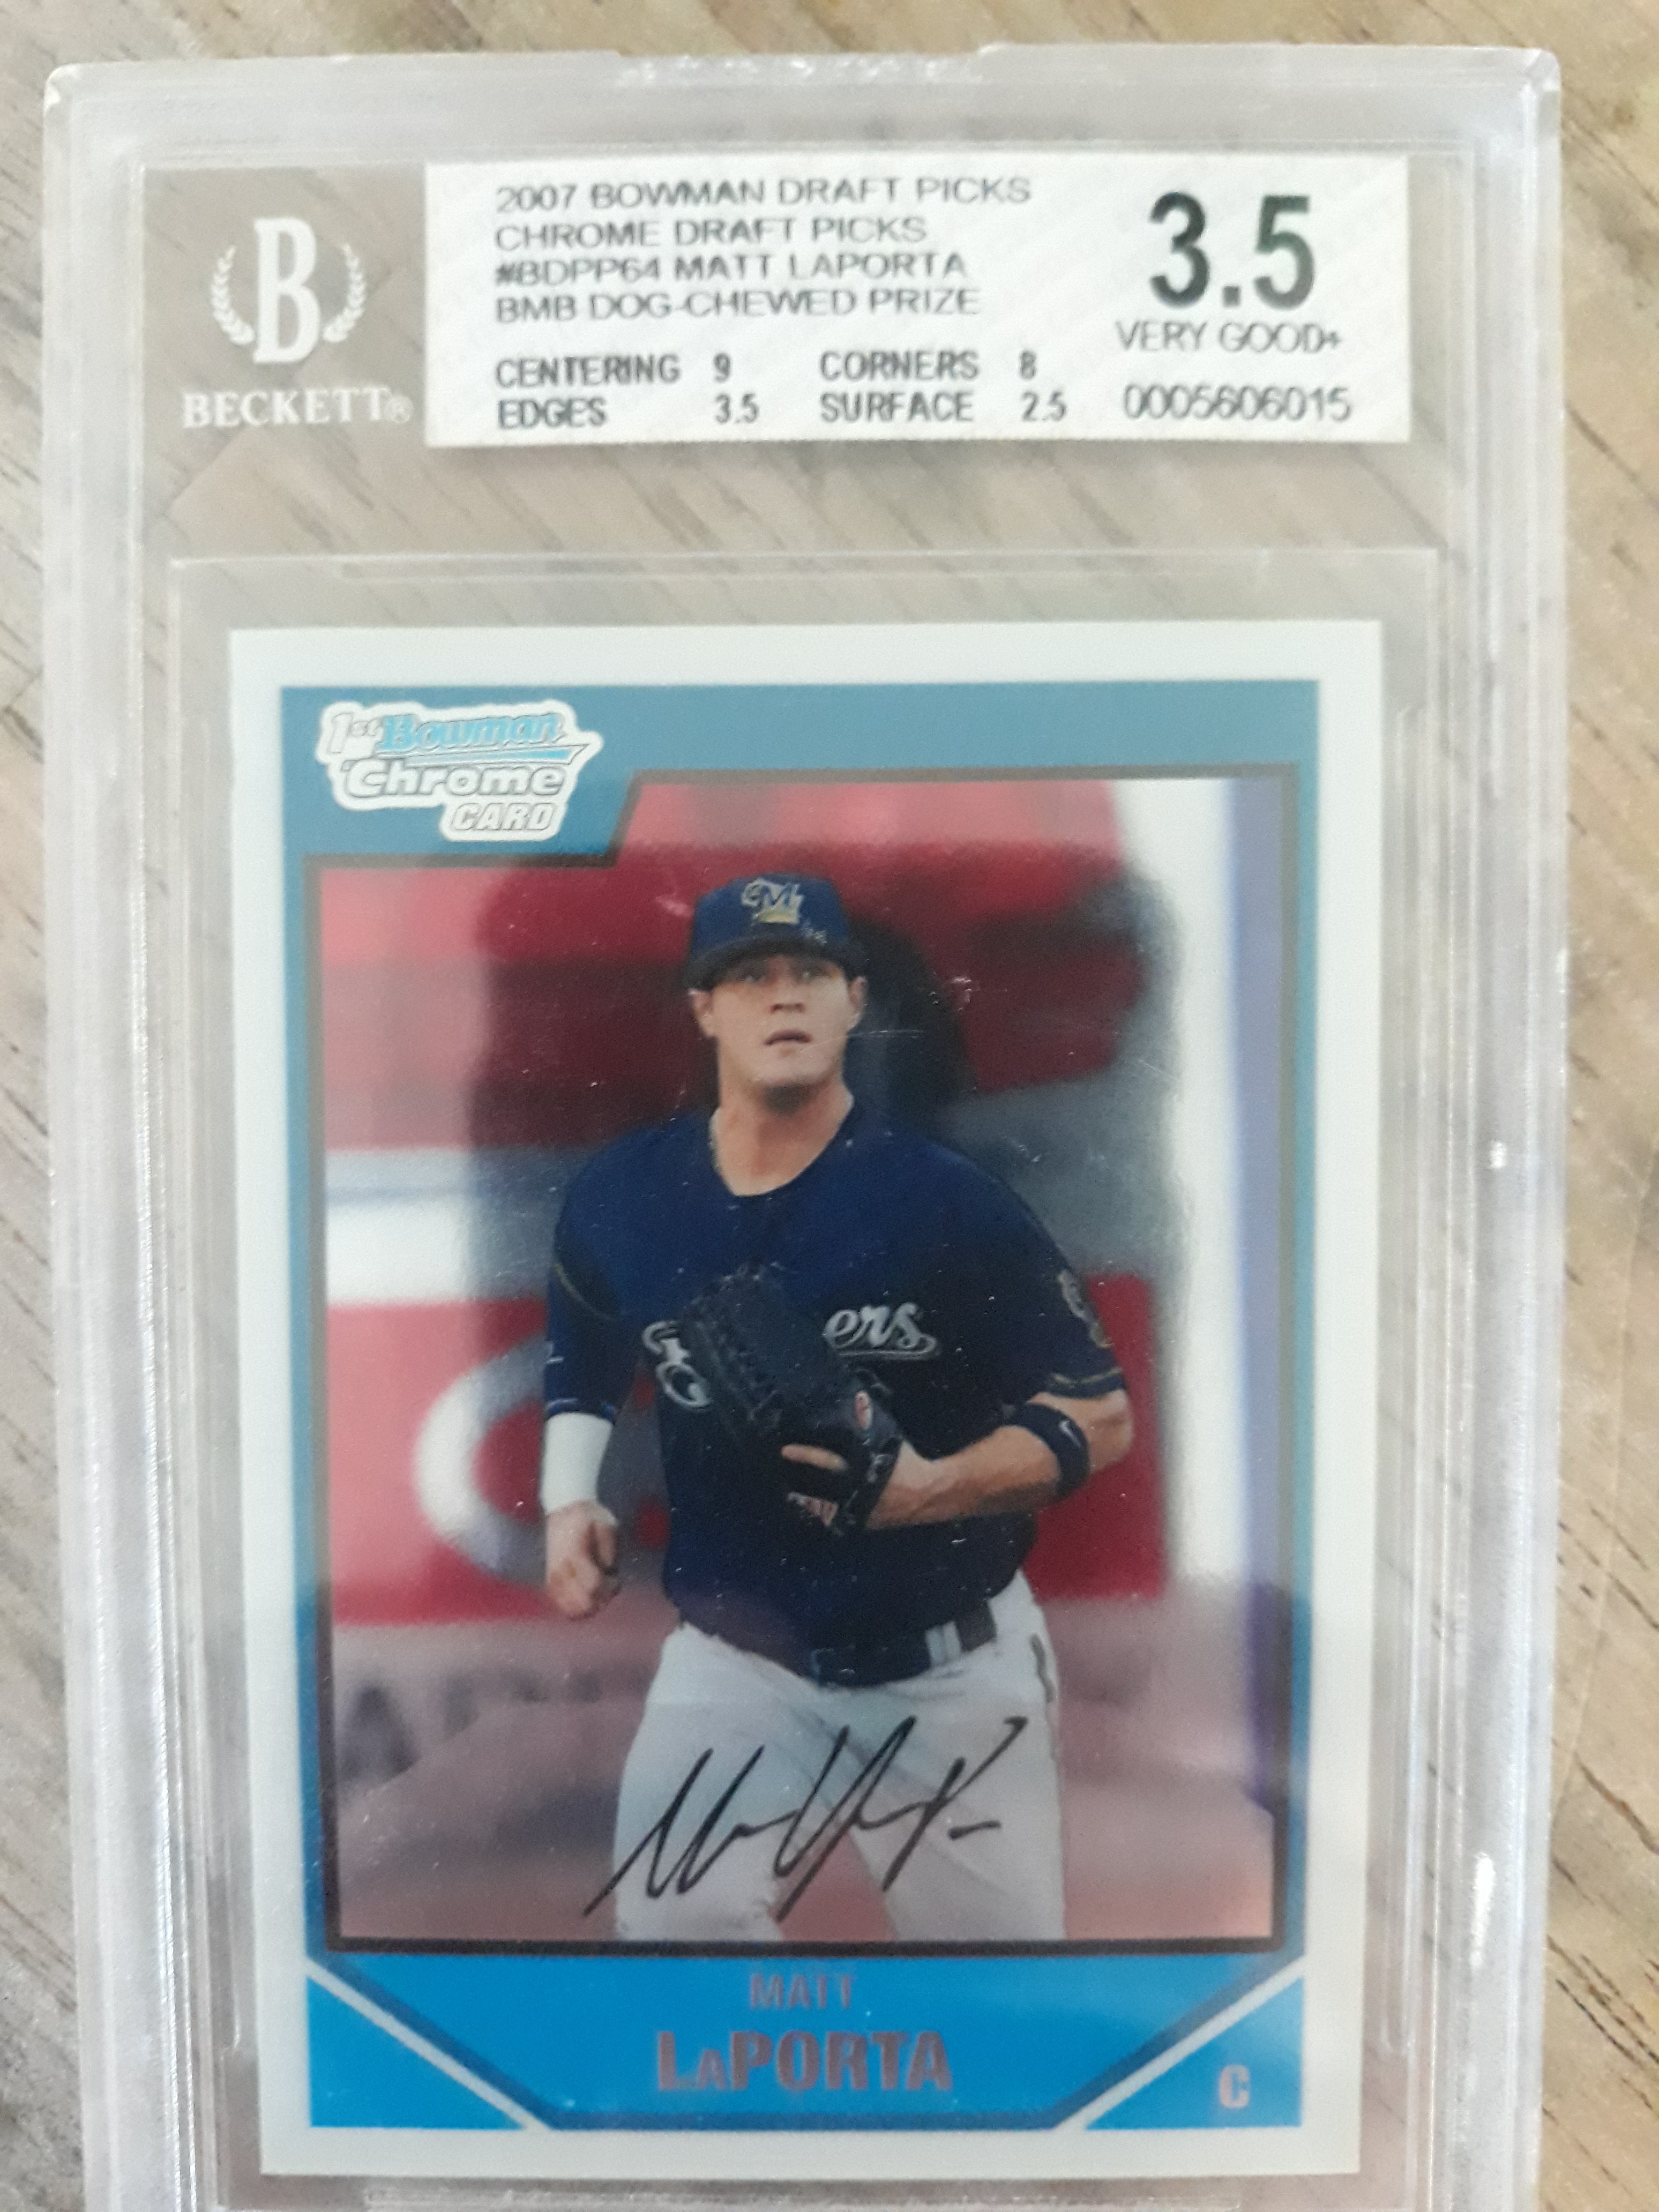 2007 BOWMAN DRAFT PICKS
CHROME DRAFT PICKS
#BDPP64 MATT LAPORTA
BMB DOG-CHEWED PRIZE
CENTERING 9 CORNERS 8
EDGES 3.5 SURFACE 2.5
3.5
VERY GOOD+
0005606015
B
BECKETT®
1st Bowman
Chrome
CARD
M
ers
MATT
LAPORTA
C